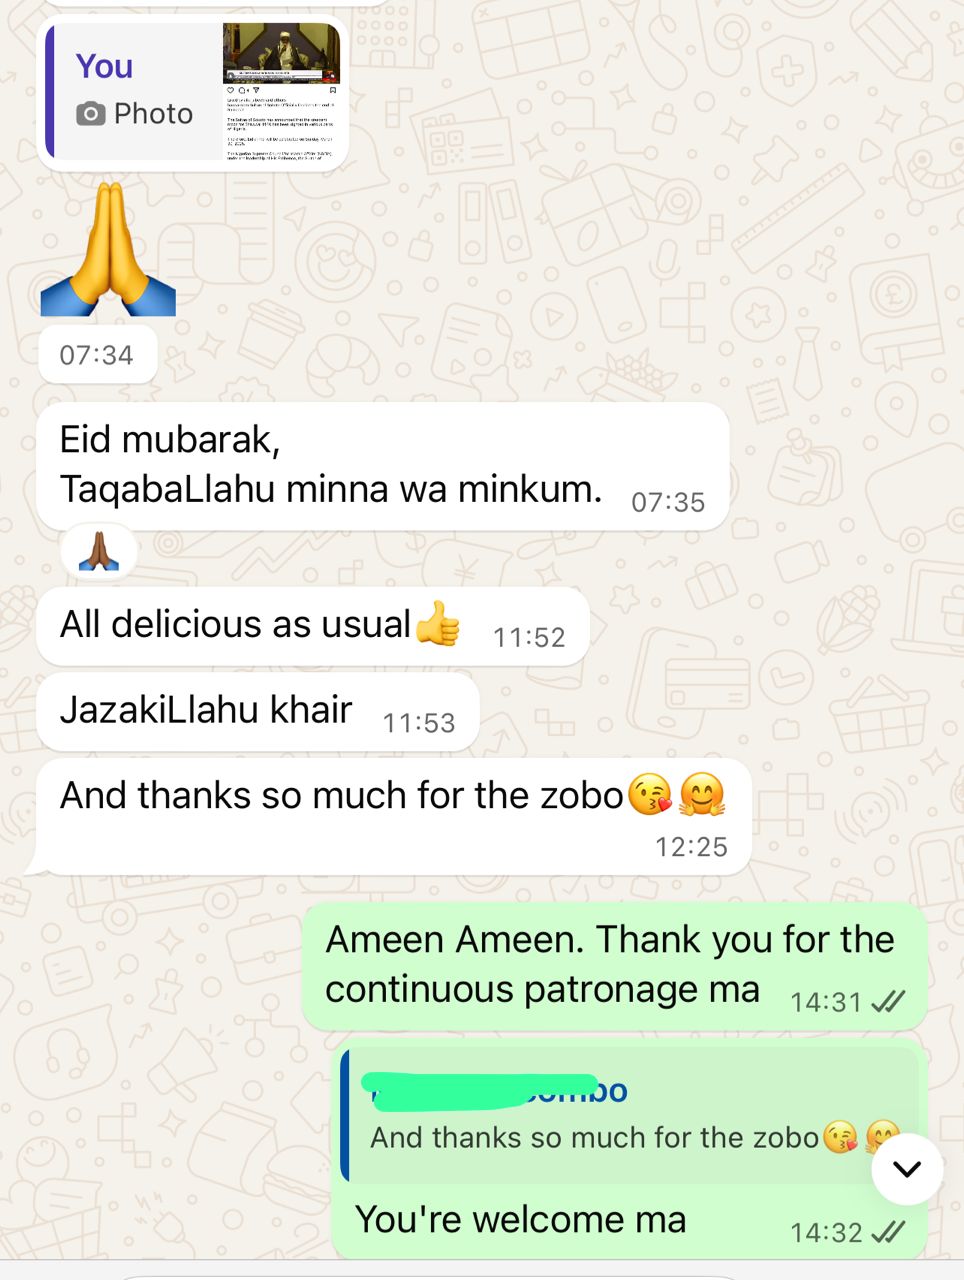 You
Photo
07:34
Eid mubarak,
TaqabaLlahu minna wa minkum. 07:35
All delicious as usual👍 11:52
JazakiLlahu khair 11:53
And thanks so much for the zobo😘🤗
12:25
Ameen Ameen. Thank you for the
continuous patronage ma 14:31
And thanks so much for the zobo😘🤗
You're welcome ma 14:32